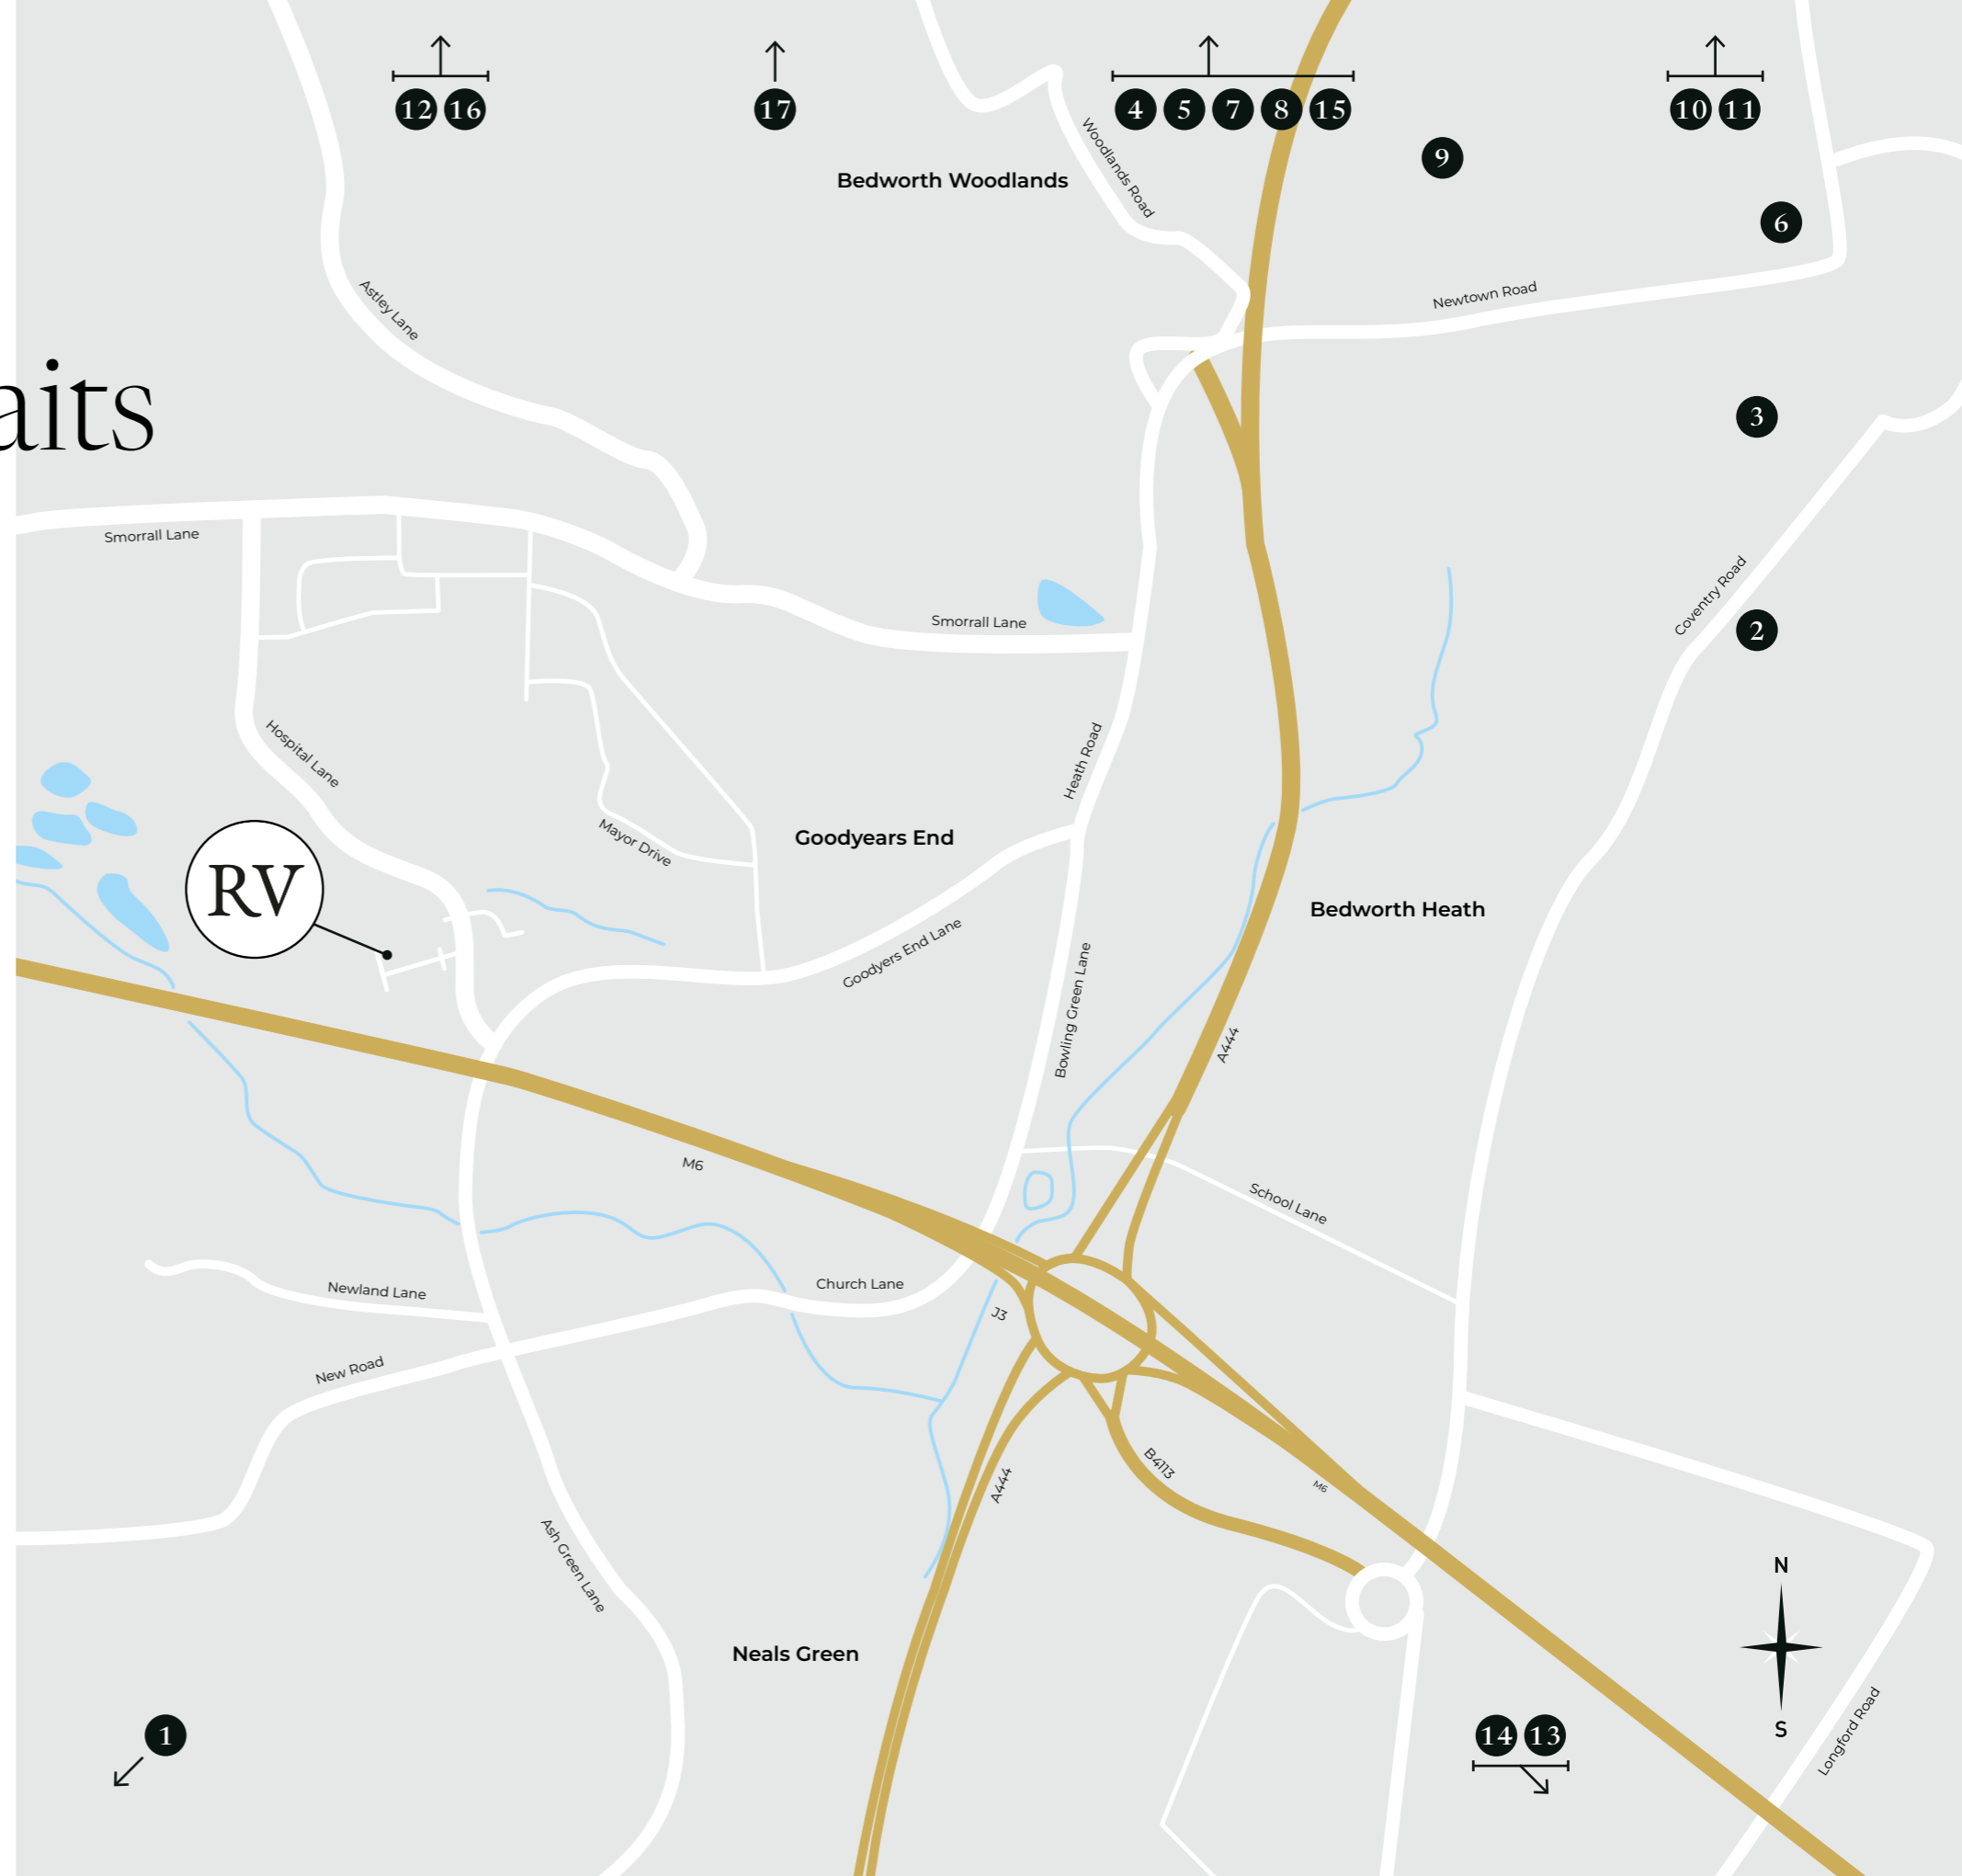 12 16
17
4 5 7 8 15
10 11
9
Bedworth Woodlands
Woodlands Road
6
Newtown Road
Astley Lane
aits
3
Smorrall Lane
Smorrall Lane
Coventry Road
2
Hospital Lane
Heath Road
Mayor Drive
Goodyears End
RV
Bedworth Heath
Goodyers End Lane
Bowling Green Lane
A444
M6
School Lane
Newland Lane
Church Lane
J3
New Road
A444
B4113
M6
Ash Green Lane
N
Neals Green
S
Longford Road
1
14 13